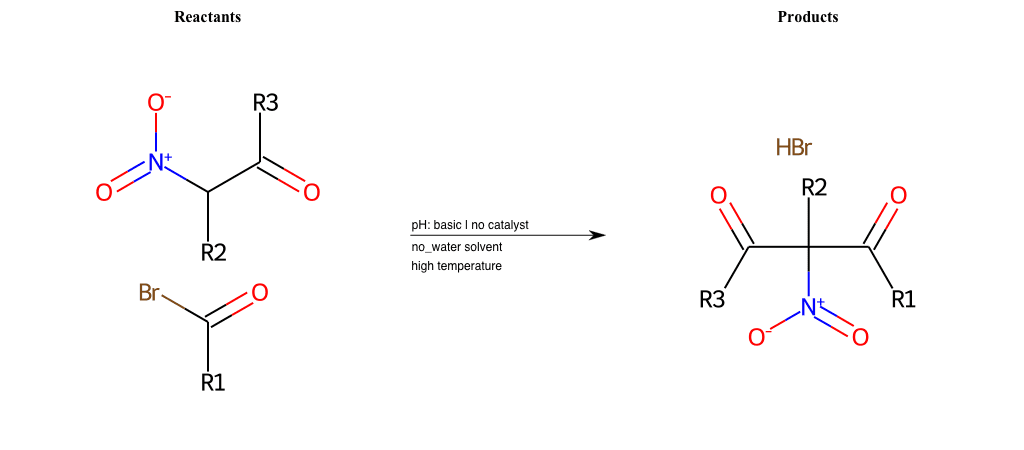 Reactants
Products
O⁻
R3
N⁺
O
O
R2
Br
O
R1
pH: basic | no catalyst
no_water solvent
high temperature
HBr
R2
O
O
R3
R1
N⁺
O⁻
O